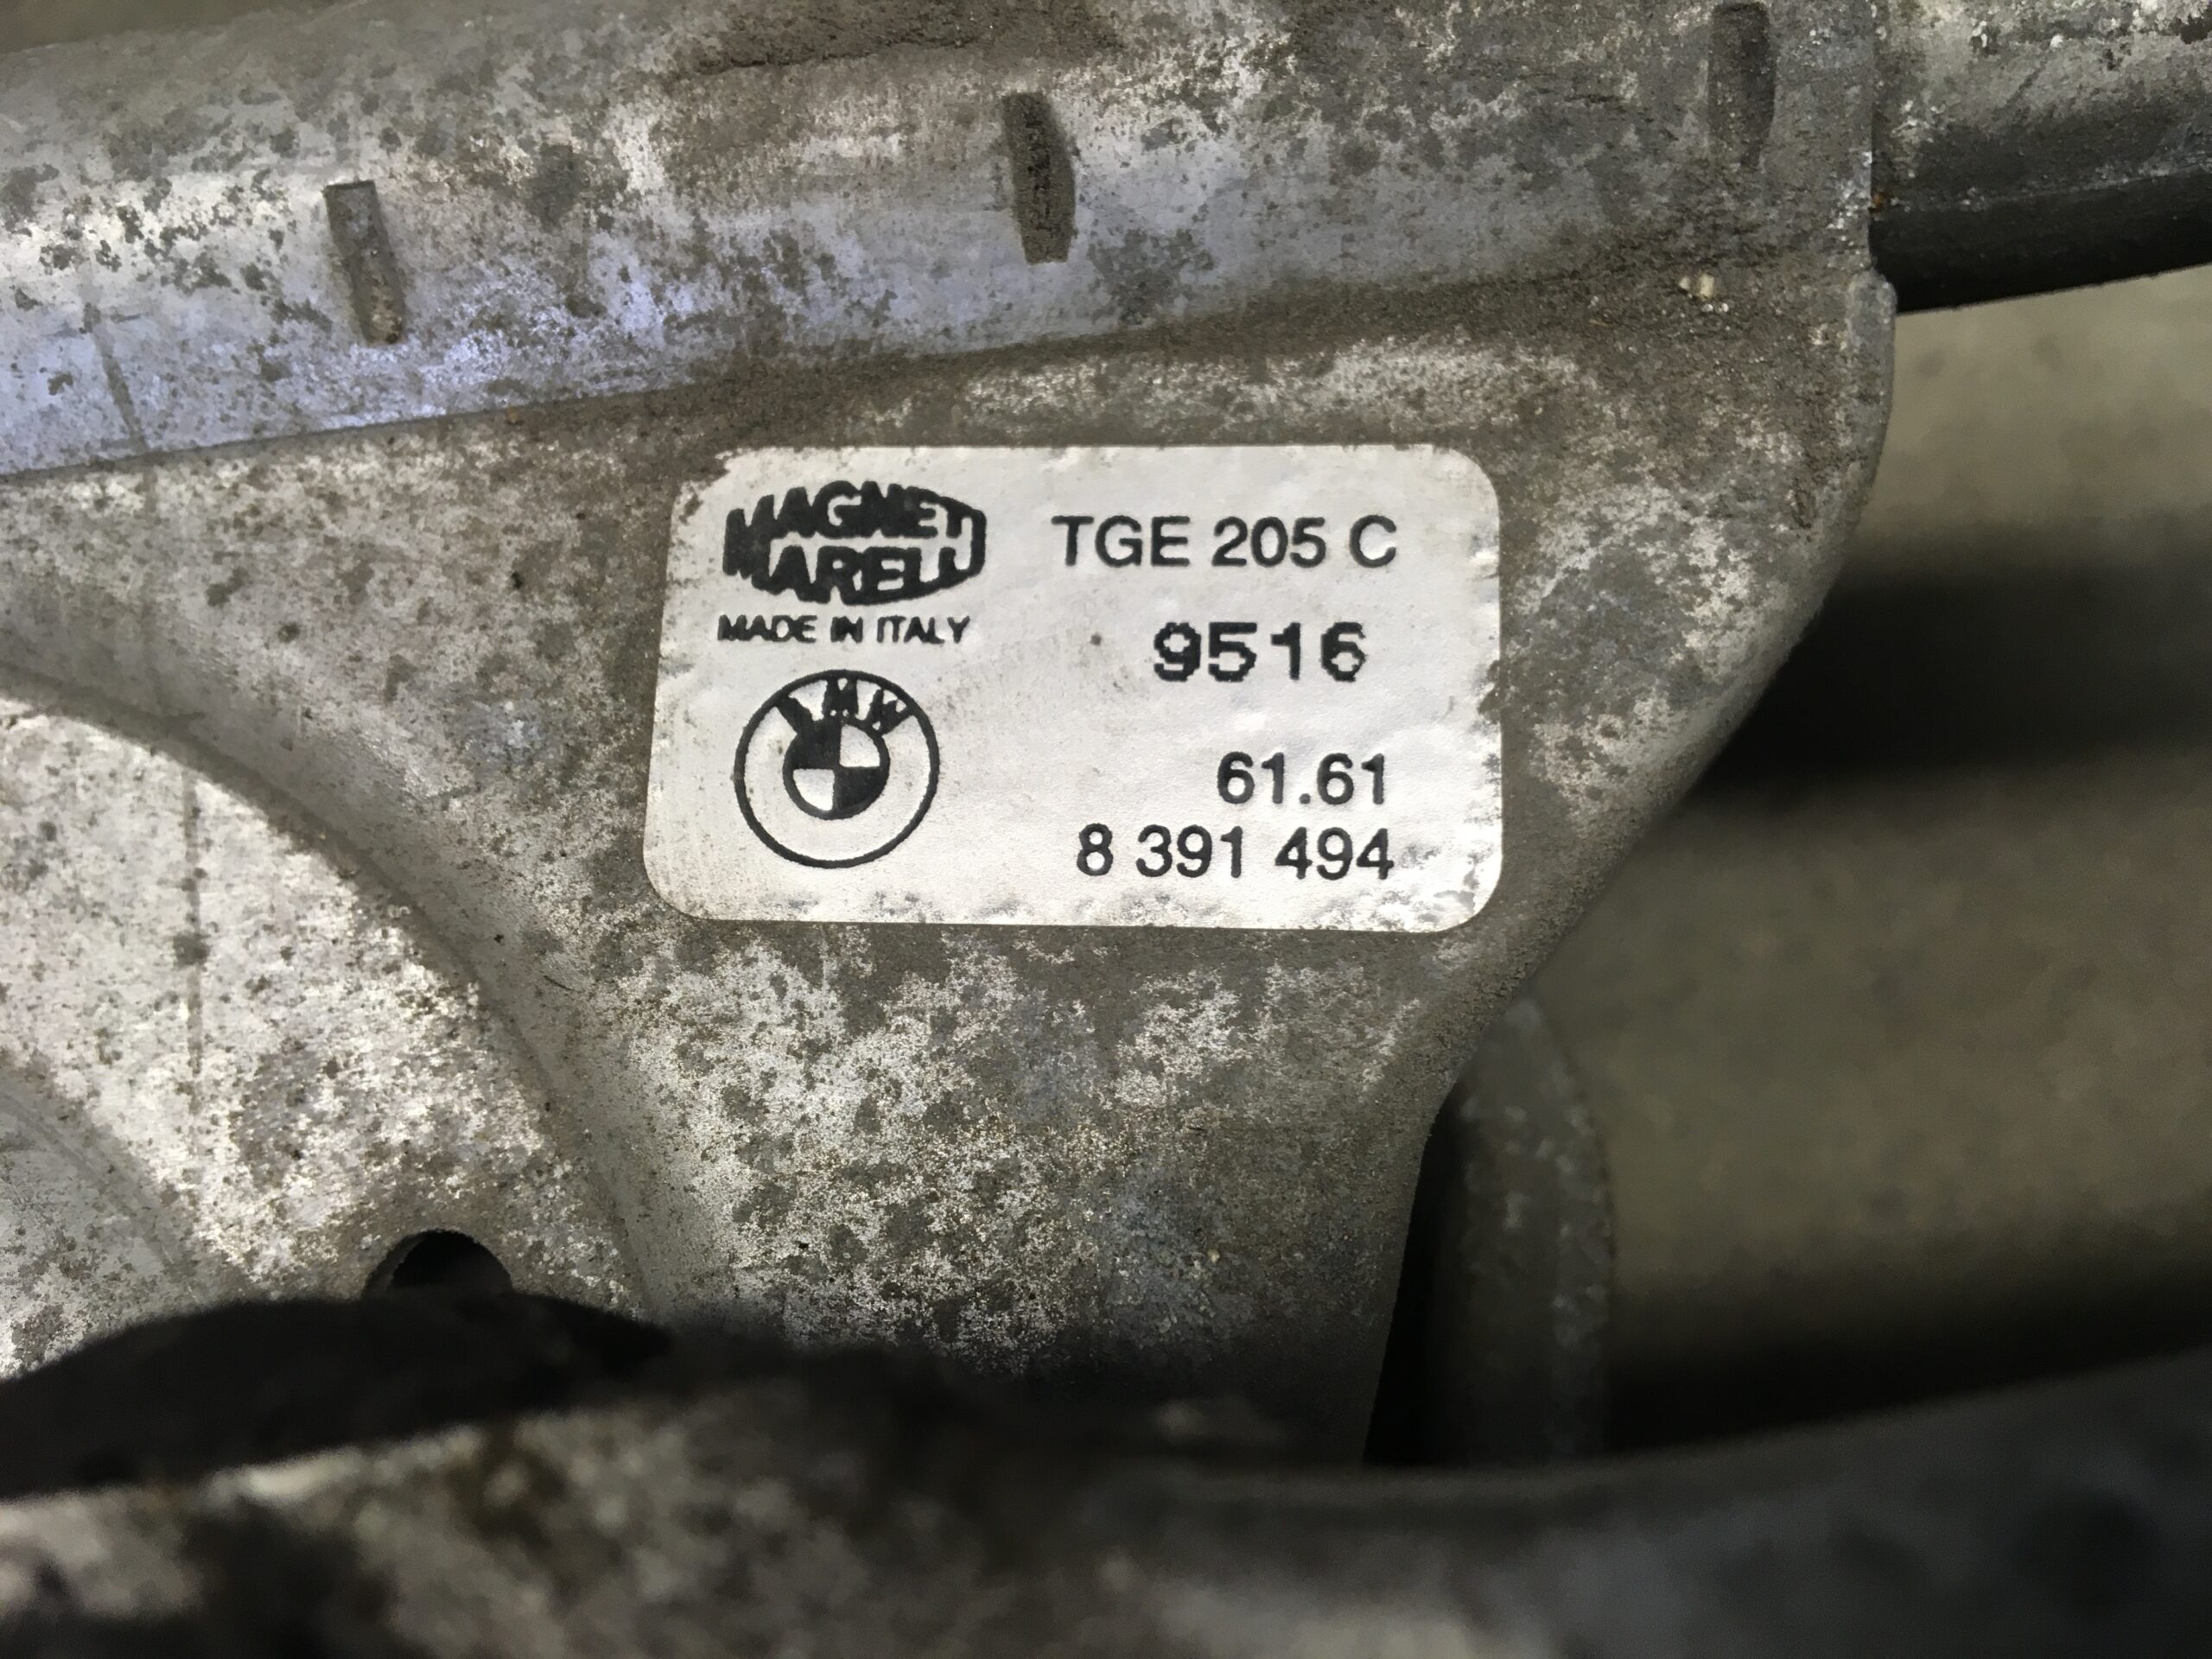 MAGNETI
MARELLI
MADE IN ITALY
BMW
TGE 205 C
9516
61.61
8 391 494